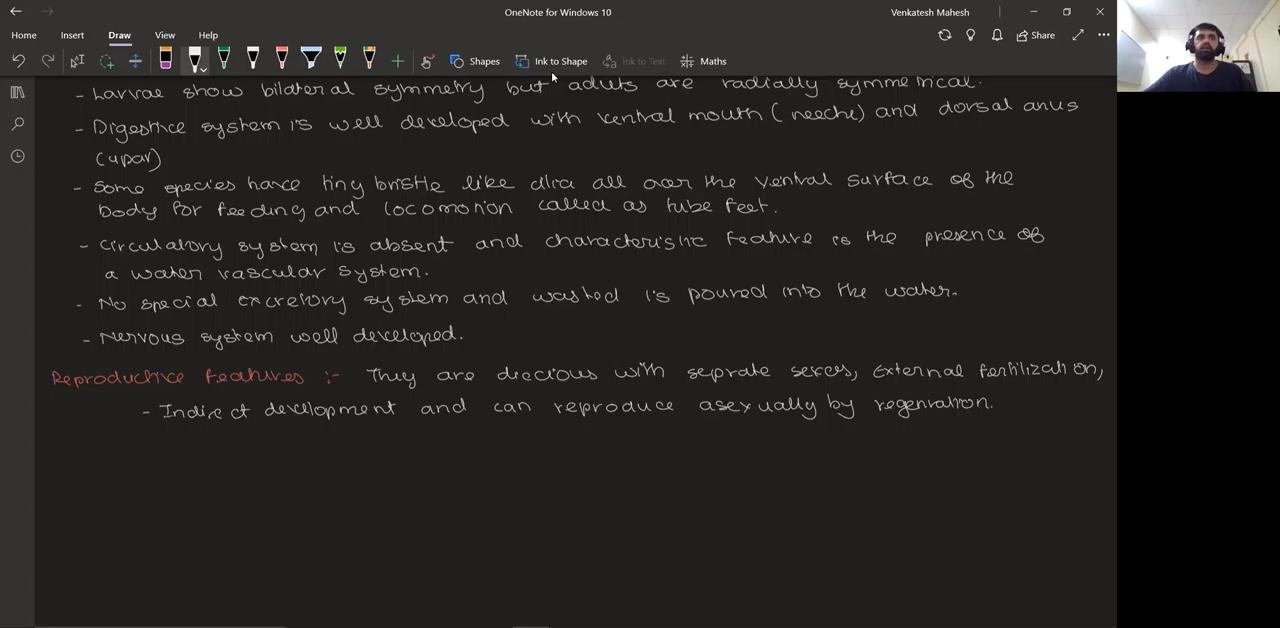 OneNote for Windows 10
Venkatesh Mahesh
Home Insert Draw View Help
Share
Shapes Ink to Shape Ink to Text Maths
- Larvae show bilateral symmetry but adults are radially symmetrical.
- Digestice system is well developed with ventral mouth (neeche) and dorsal anus
(upar)
- Some species have tiny bristle like cilia all over the ventral surface of the
body for feeding and locomotion called as tube feet.
- Circulatory system is absent and characteristic feature is the presence of
a water vascular system.
- No special excretory system and wasted is poured into the water.
- Nervous system well developed.
Reproductive features :- They are diecious with seprate sexes, External fertilization,
- Indirect development and can reproduce asexually by regenration.